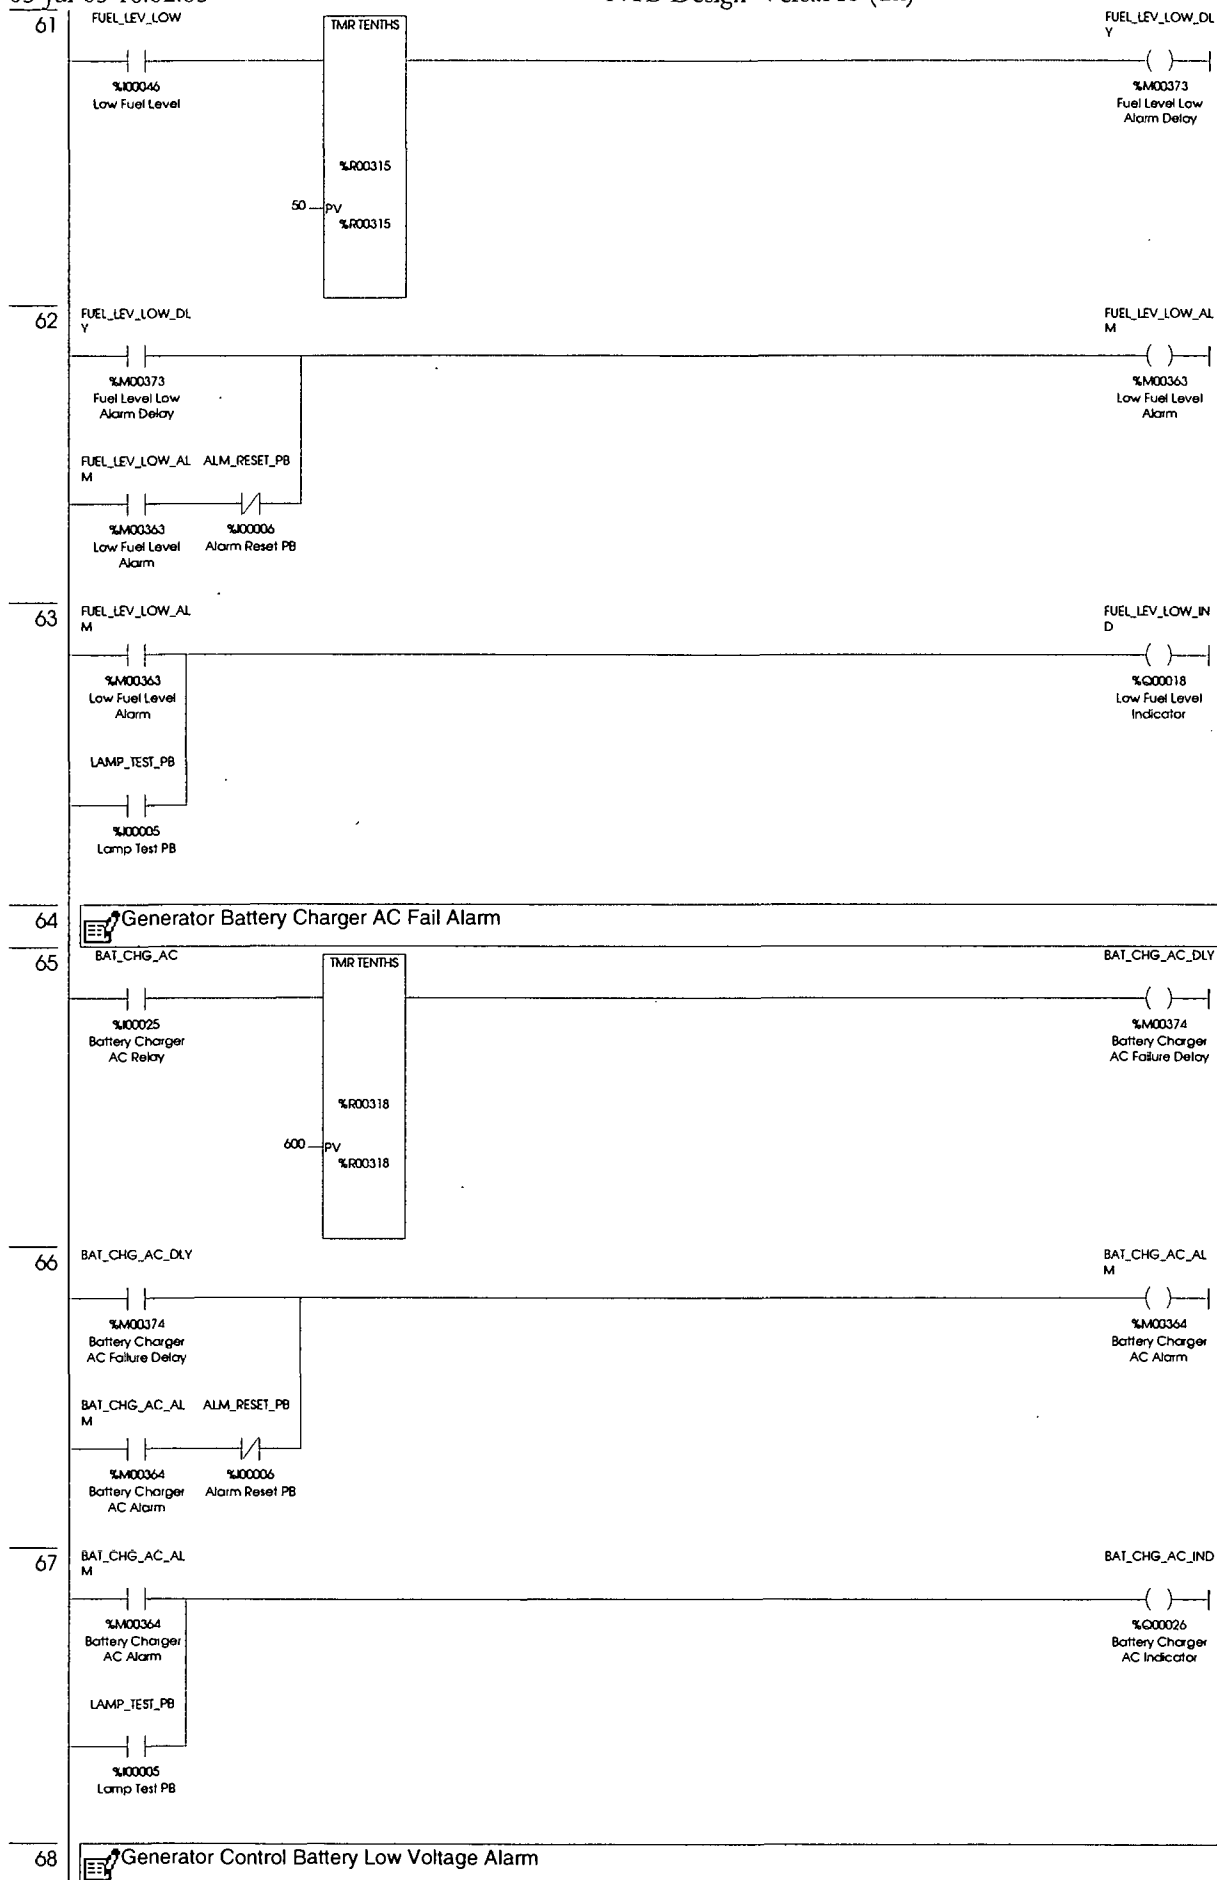 61
FUEL_LEV_LOW
TMR TENTHS
FUEL_LEV_LOW_DL
Y
%I00046
Low Fuel Level
%M00373
Fuel Level Low
Alarm Delay
%R00315
50
PV
%R00315
62
FUEL_LEV_LOW_DL
Y
FUEL_LEV_LOW_AL
M
%M00373
Fuel Level Low
Alarm Delay
%M00363
Low Fuel Level
Alarm
FUEL_LEV_LOW_AL
M
ALM_RESET_PB
%M00363
Low Fuel Level
Alarm
%I00006
Alarm Reset PB
63
FUEL_LEV_LOW_AL
M
FUEL_LEV_LOW_IN
D
%M00363
Low Fuel Level
Alarm
%Q00018
Low Fuel Level
Indicator
LAMP_TEST_PB
%I00005
Lamp Test PB
64
Generator Battery Charger AC Fail Alarm
65
BAT_CHG_AC
TMR TENTHS
BAT_CHG_AC_DLY
%I00025
Battery Charger
AC Relay
%M00374
Battery Charger
AC Failure Delay
%R00318
600
PV
%R00318
66
BAT_CHG_AC_DLY
BAT_CHG_AC_AL
M
%M00374
Battery Charger
AC Failure Delay
%M00364
Battery Charger
AC Alarm
BAT_CHG_AC_AL
M
ALM_RESET_PB
%M00364
Battery Charger
AC Alarm
%I00006
Alarm Reset PB
67
BAT_CHG_AC_AL
M
BAT_CHG_AC_IND
%M00364
Battery Charger
AC Alarm
%Q00026
Battery Charger
AC Indicator
LAMP_TEST_PB
%I00005
Lamp Test PB
68
Generator Control Battery Low Voltage Alarm